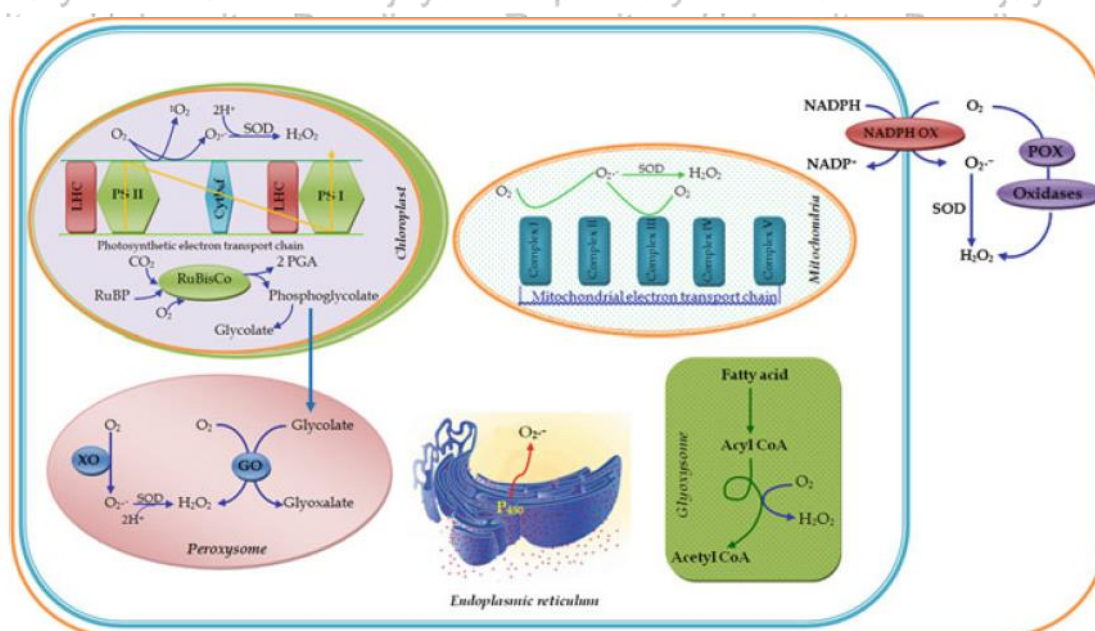 ¹O₂ 2H⁺
O₂ O₂·⁻ SOD H₂O₂
LHC PS II Cytbf LHC PS I
Photosynthetic electron transport chain
CO₂ 2 PGA
RuBisCo
RuBP Phosphoglycolate
O₂
Glycolate
Chloroplast
O₂ O₂·⁻ SOD H₂O₂ O₂
Complex I Complex II Complex III Complex IV Complex V
Mitochondrial electron transport chain
Mitochondria
NADPH O₂
NADPH OX
NADP⁺ O₂·⁻ POX
Oxidases
SOD
H₂O₂
O₂ O₂ Glycolate
XO GO
O₂·⁻ SOD H₂O₂ Glyoxalate
2H⁺
Peroxysome
O₂·⁻
P₄₅₀
Endoplasmic reticulum
Fatty acid
Acyl CoA
O₂
H₂O₂
Acetyl CoA
Glyoxysome